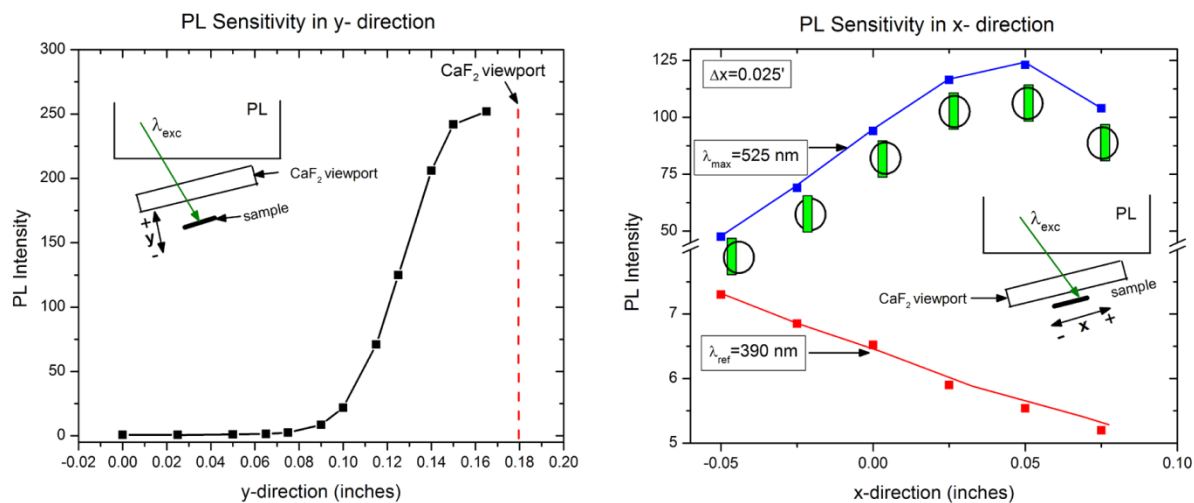 PL Sensitivity in y- direction
300
250
200
150
100
50
0
PL Intensity
-0.02 0.00 0.02 0.04 0.06 0.08 0.10 0.12 0.14 0.16 0.18 0.20
y-direction (inches)
CaF2 viewport
PL
λexc
CaF2 viewport
sample
+
y
-
PL Sensitivity in x- direction
125
100
75
50
7
6
5
PL Intensity
-0.05 0.00 0.05 0.10
x-direction (inches)
Δx=0.025'
λmax=525 nm
λref=390 nm
PL
λexc
CaF2 viewport
sample
- x +